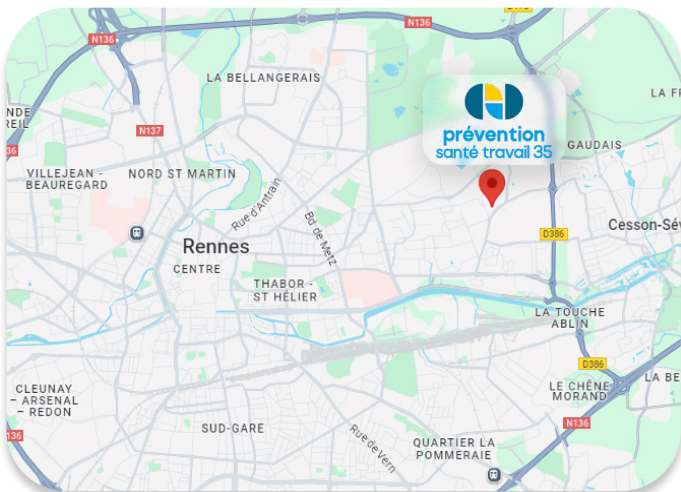 N136
N136
LA BELLANGERAIS
N137
36
VILLEJEAN -
BEAUREGARD
NORD ST MARTIN
Rue d'Antrain
Bd de Metz
prévention
santé travail 35
GAUDAIS
LA F
D386
Cesson-Sév
Rennes
CENTRE
THABOR -
ST HÉLIER
LA TOUCHE
ABLIN
D386
LE CHÊNE
MORAND
LA BE
CLEUNAY
– ARSENAL
– REDON
136
SUD-GARE
Rue de Vern
QUARTIER LA
POMMERAIE
N136